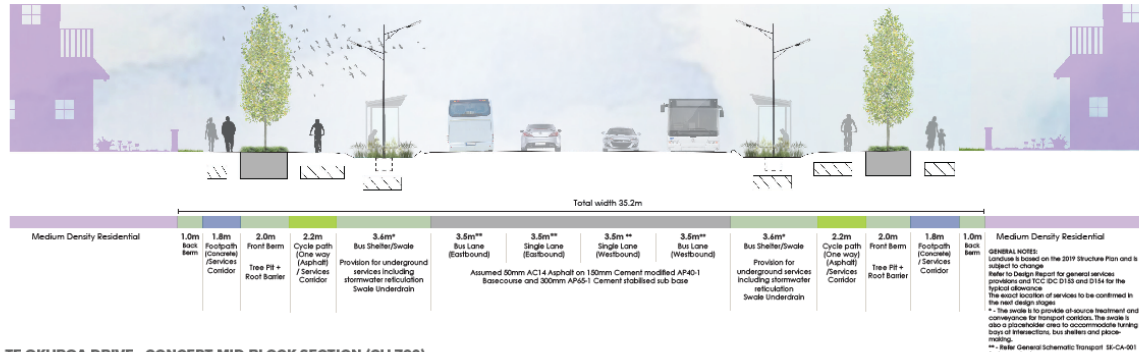 Total width 35.2m
Medium Density Residential
1.0m
Back
Berm
1.8m
Footpath
(Concrete)
/Services
Corridor
2.0m
Front Berm
Tree Pit +
Root Barrier
2.2m
Cycle path
(One way
(Asphalt)
/ Services
Corridor
3.6m*
Bus Shelter/Swale
Provision for
underground
services including
stormwater
reticulation
Swale Underdrain
3.5m**
Bus Lane
(Eastbound)
3.5m**
Single Lane
(Eastbound)
3.5m **
Single Lane
(Westbound)
3.5m**
Bus Lane
(Westbound)
Assumed 50mm AC14 Asphalt on 150mm Cement modified AP40-1
Basecourse and 300mm AP65-1 Cement stabilised sub base
3.6m*
Bus Shelter/Swale
Provision for
underground
services including
stormwater reticulation
Swale Underdrain
2.2m
Cycle path
(One way
(Asphalt)
/ Services
Corridor
2.0m
Front Berm
Tree Pit +
Root Barrier
1.8m
Footpath
(Concrete)
/ Services
Corridor
1.0m
Back
Berm
Medium Density Residential
GENERAL NOTES:
Landuse is based on the 2019 Structure Plan and is
subject to change
Refer to Design Report for general services
provisions and TCC IDC D153 and D154 for the
typical allowance
The exact location of services to be confirmed in
the next design stages
* - The swale is to provide at-source treatment and
conveyance for transport corridors. The swale is
also a placeholder area to accommodate turning
bays at intersections, bus shelters and place-
making.
** - Refer General Schematic Transport SK-CA-001